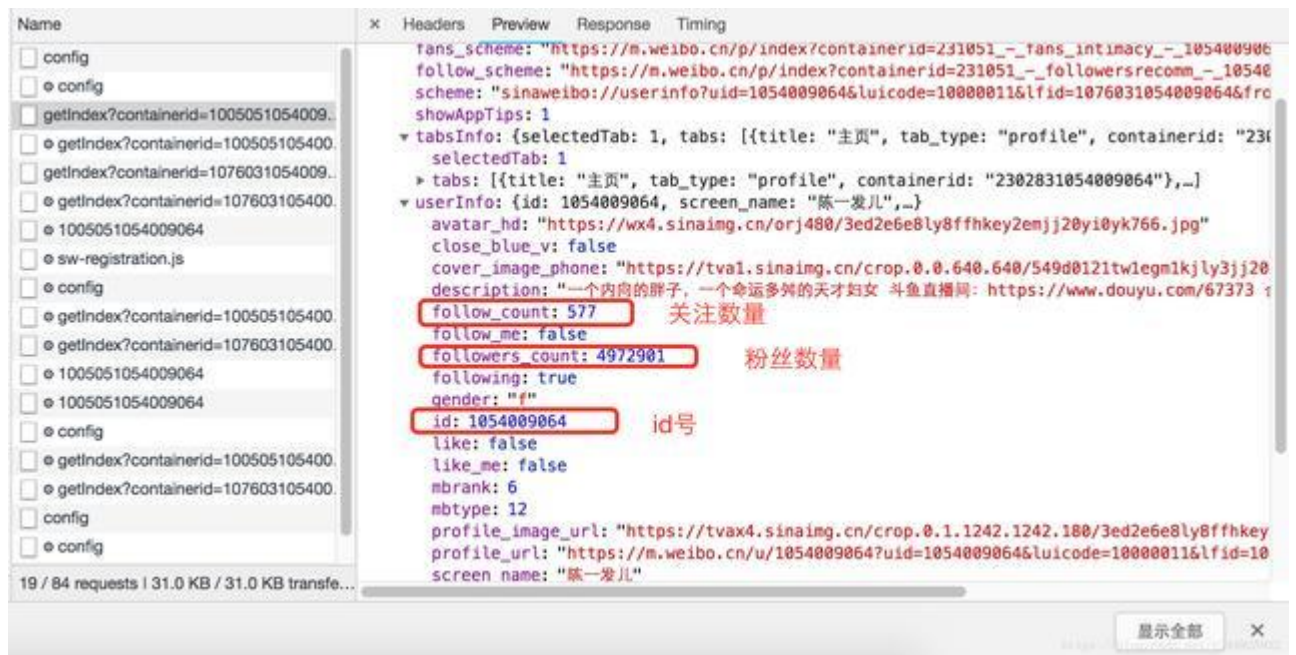 Name
config
config
getIndex?containerid=1005051054009..
getIndex?containerid=100505105400.
getIndex?containerid=1076031054009..
getIndex?containerid=107603105400.
1005051054009064
sw-registration.js
config
getIndex?containerid=100505105400.
getIndex?containerid=107603105400.
1005051054009064
1005051054009064
config
getIndex?containerid=100505105400.
getIndex?containerid=107603105400.
config
config
19 / 84 requests | 31.0 KB / 31.0 KB transfe...
× Headers Preview Response Timing
fans_scheme: "https://m.weibo.cn/p/index?containerid=231051_-_fans_intimacy_-_105400906
follow_scheme: "https://m.weibo.cn/p/index?containerid=231051_-_followersrecomm_-_10540
scheme: "sinaweibo://userinfo?uid=1054009064&luicode=10000011&lfid=1076031054009064&fro
showAppTips: 1
▼ tabsInfo: {selectedTab: 1, tabs: [{title: "主页", tab_type: "profile", containerid: "230
selectedTab: 1
▶ tabs: [{title: "主页", tab_type: "profile", containerid: "2302831054009064"},…]
▼ userInfo: {id: 1054009064, screen_name: "陈一发儿",…}
avatar_hd: "https://wx4.sinaimg.cn/orj480/3ed2e6e8ly8ffhkey2emjj20yi0yk766.jpg"
close_blue_v: false
cover_image_phone: "https://tva1.sinaimg.cn/crop.0.0.640.640/549d0121tw1egm1kjly3jj20
description: "一个内向的胖子，一个命运多舛的天才妇女 斗鱼直播间：https://www.douyu.com/67373
follow_count: 577 关注数量
follow_me: false
followers_count: 4972901 粉丝数量
following: true
gender: "f"
id: 1054009064 id号
like: false
like_me: false
mbrank: 6
mbtype: 12
profile_image_url: "https://tvax4.sinaimg.cn/crop.0.1.1242.1242.180/3ed2e6e8ly8ffhkey
profile_url: "https://m.weibo.cn/u/1054009064?uid=1054009064&luicode=10000011&lfid=10
screen_name: "陈一发儿"
显示全部 ×